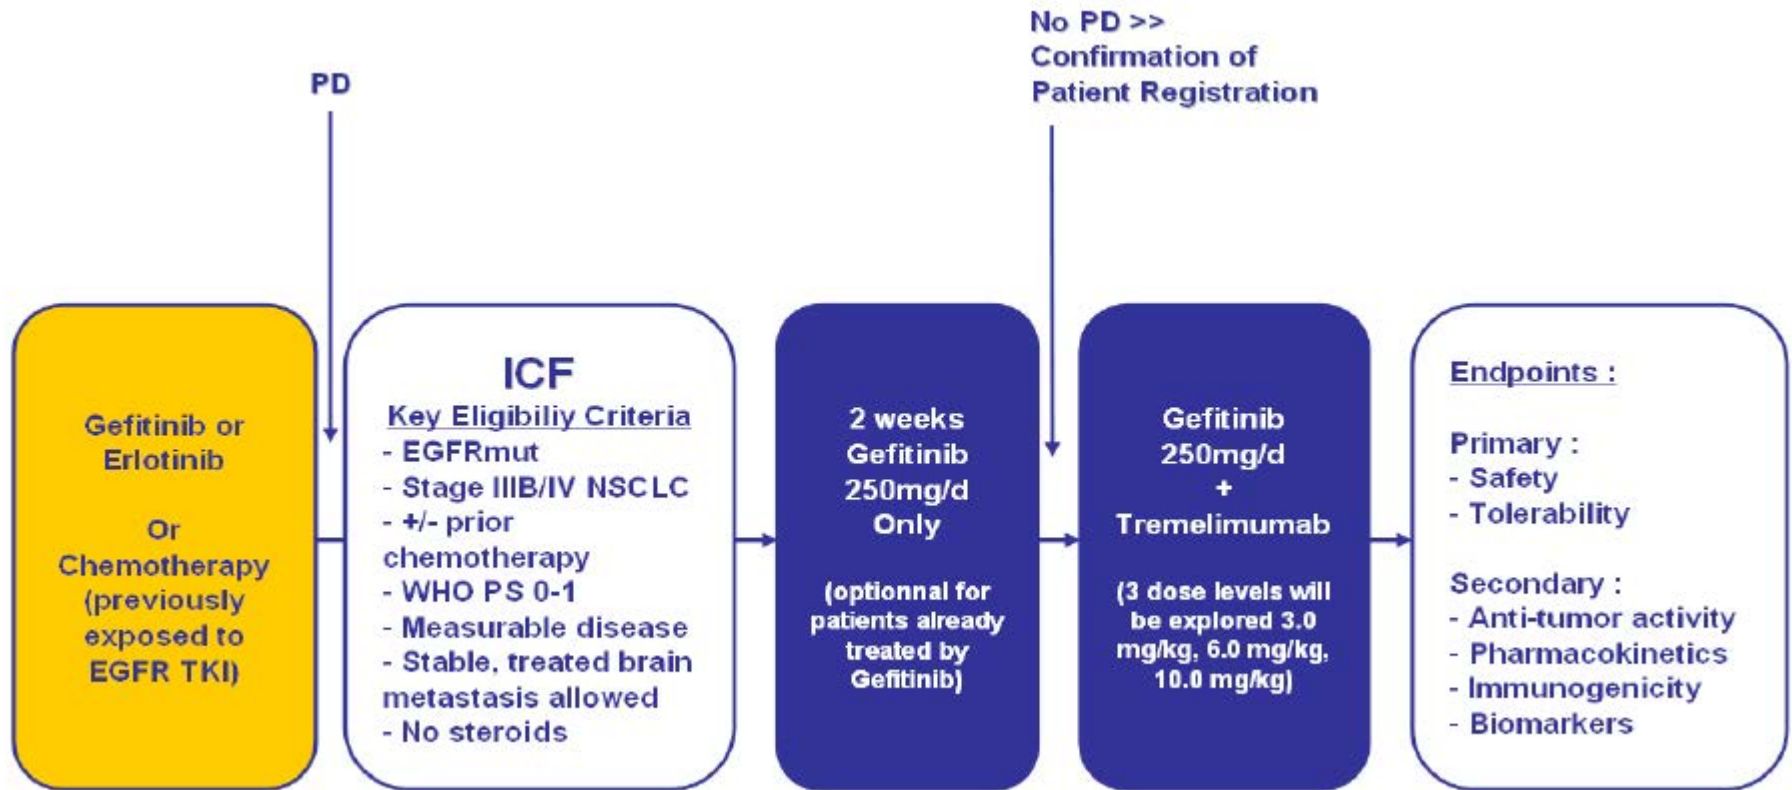 PD
No PD >>
Confirmation of
Patient Registration
Gefitinib or
Erlotinib
Or
Chemotherapy
(previously
exposed to
EGFR TKI)
ICF
Key Eligibiliy Criteria
- EGFRmut
- Stage IIIB/IV NSCLC
- +/- prior
chemotherapy
- WHO PS 0-1
- Measurable disease
- Stable, treated brain
metastasis allowed
- No steroids
2 weeks
Gefitinib
250mg/d
Only
(optionnal for
patients already
treated by
Gefitinib)
Gefitinib
250mg/d
+
Tremelimumab
(3 dose levels will
be explored 3.0
mg/kg, 6.0 mg/kg,
10.0 mg/kg)
Endpoints :
Primary :
- Safety
- Tolerability
Secondary :
- Anti-tumor activity
- Pharmacokinetics
- Immunogenicity
- Biomarkers